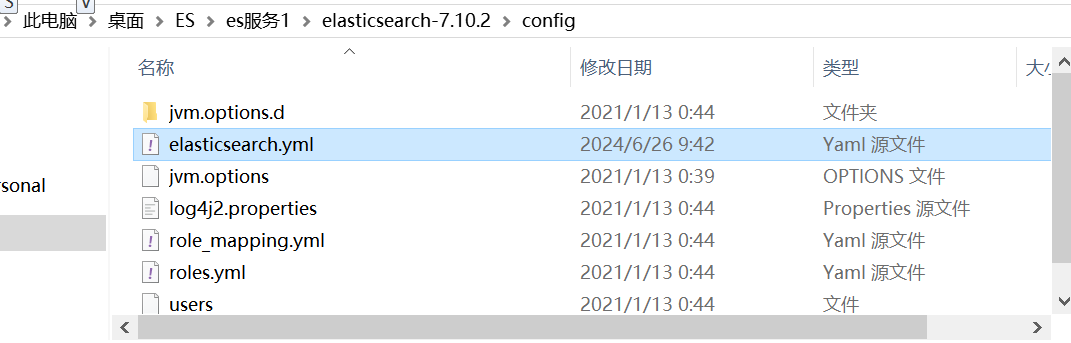 S V
此电脑 > 桌面 > ES > es服务1 > elasticsearch-7.10.2 > config
名称 修改日期 类型
jvm.options.d 2021/1/13 0:44 文件夹
elasticsearch.yml 2024/6/26 9:42 Yaml 源文件
rsonal
jvm.options 2021/1/13 0:39 OPTIONS 文件
log4j2.properties 2021/1/13 0:44 Properties 源文件
role_mapping.yml 2021/1/13 0:44 Yaml 源文件
roles.yml 2021/1/13 0:44 Yaml 源文件
users 2021/1/13 0:44 文件